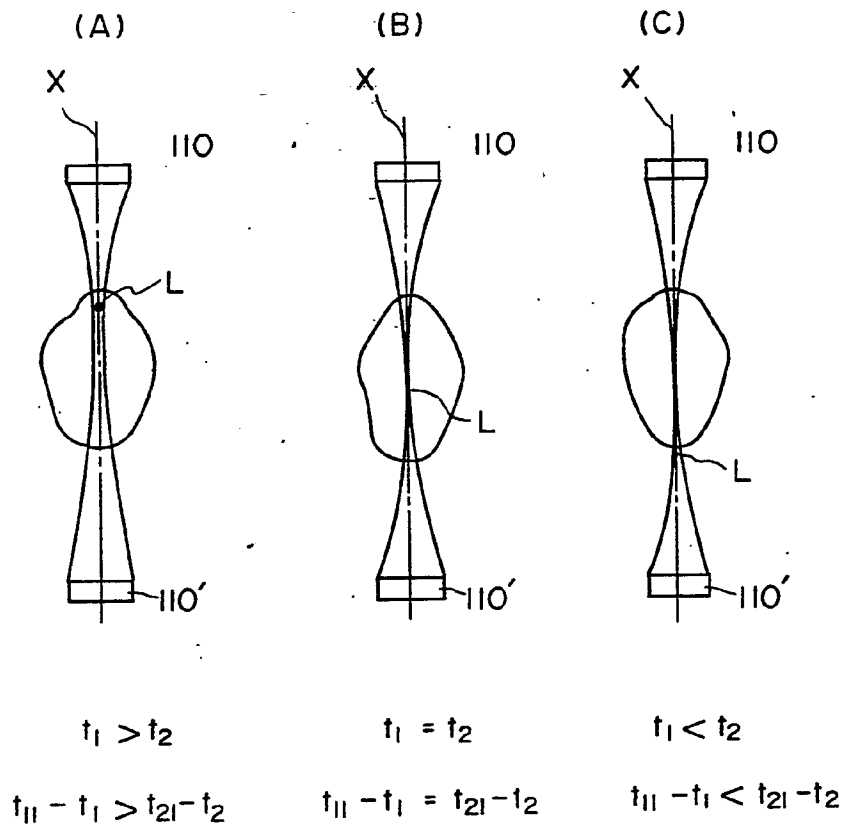 (A) (B) (C)
X X X
110 110 110
L
L
L
110′ 110′ 110′
t₁ > t₂ t₁ = t₂ t₁ < t₂
t₁₁ - t₁ > t₂₁ - t₂ t₁₁ - t₁ = t₂₁ - t₂ t₁₁ - t₁ < t₂₁ - t₂